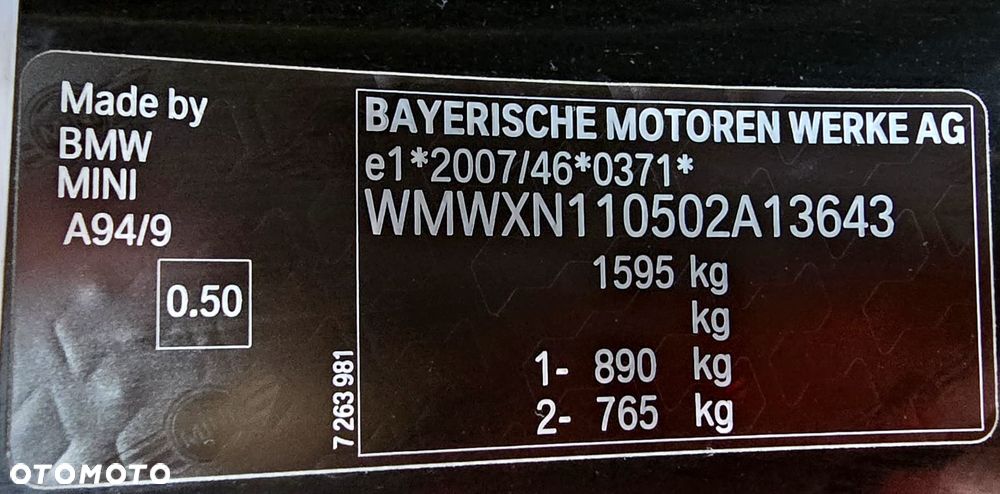 Made by
BMW
MINI
A94/9
0.50
7 263 981
BAYERISCHE MOTOREN WERKE AG
e1*2007/46*0371*
WMWXN110502A13643
1595 kg
kg
1- 890 kg
2- 765 kg
OTOMOTO